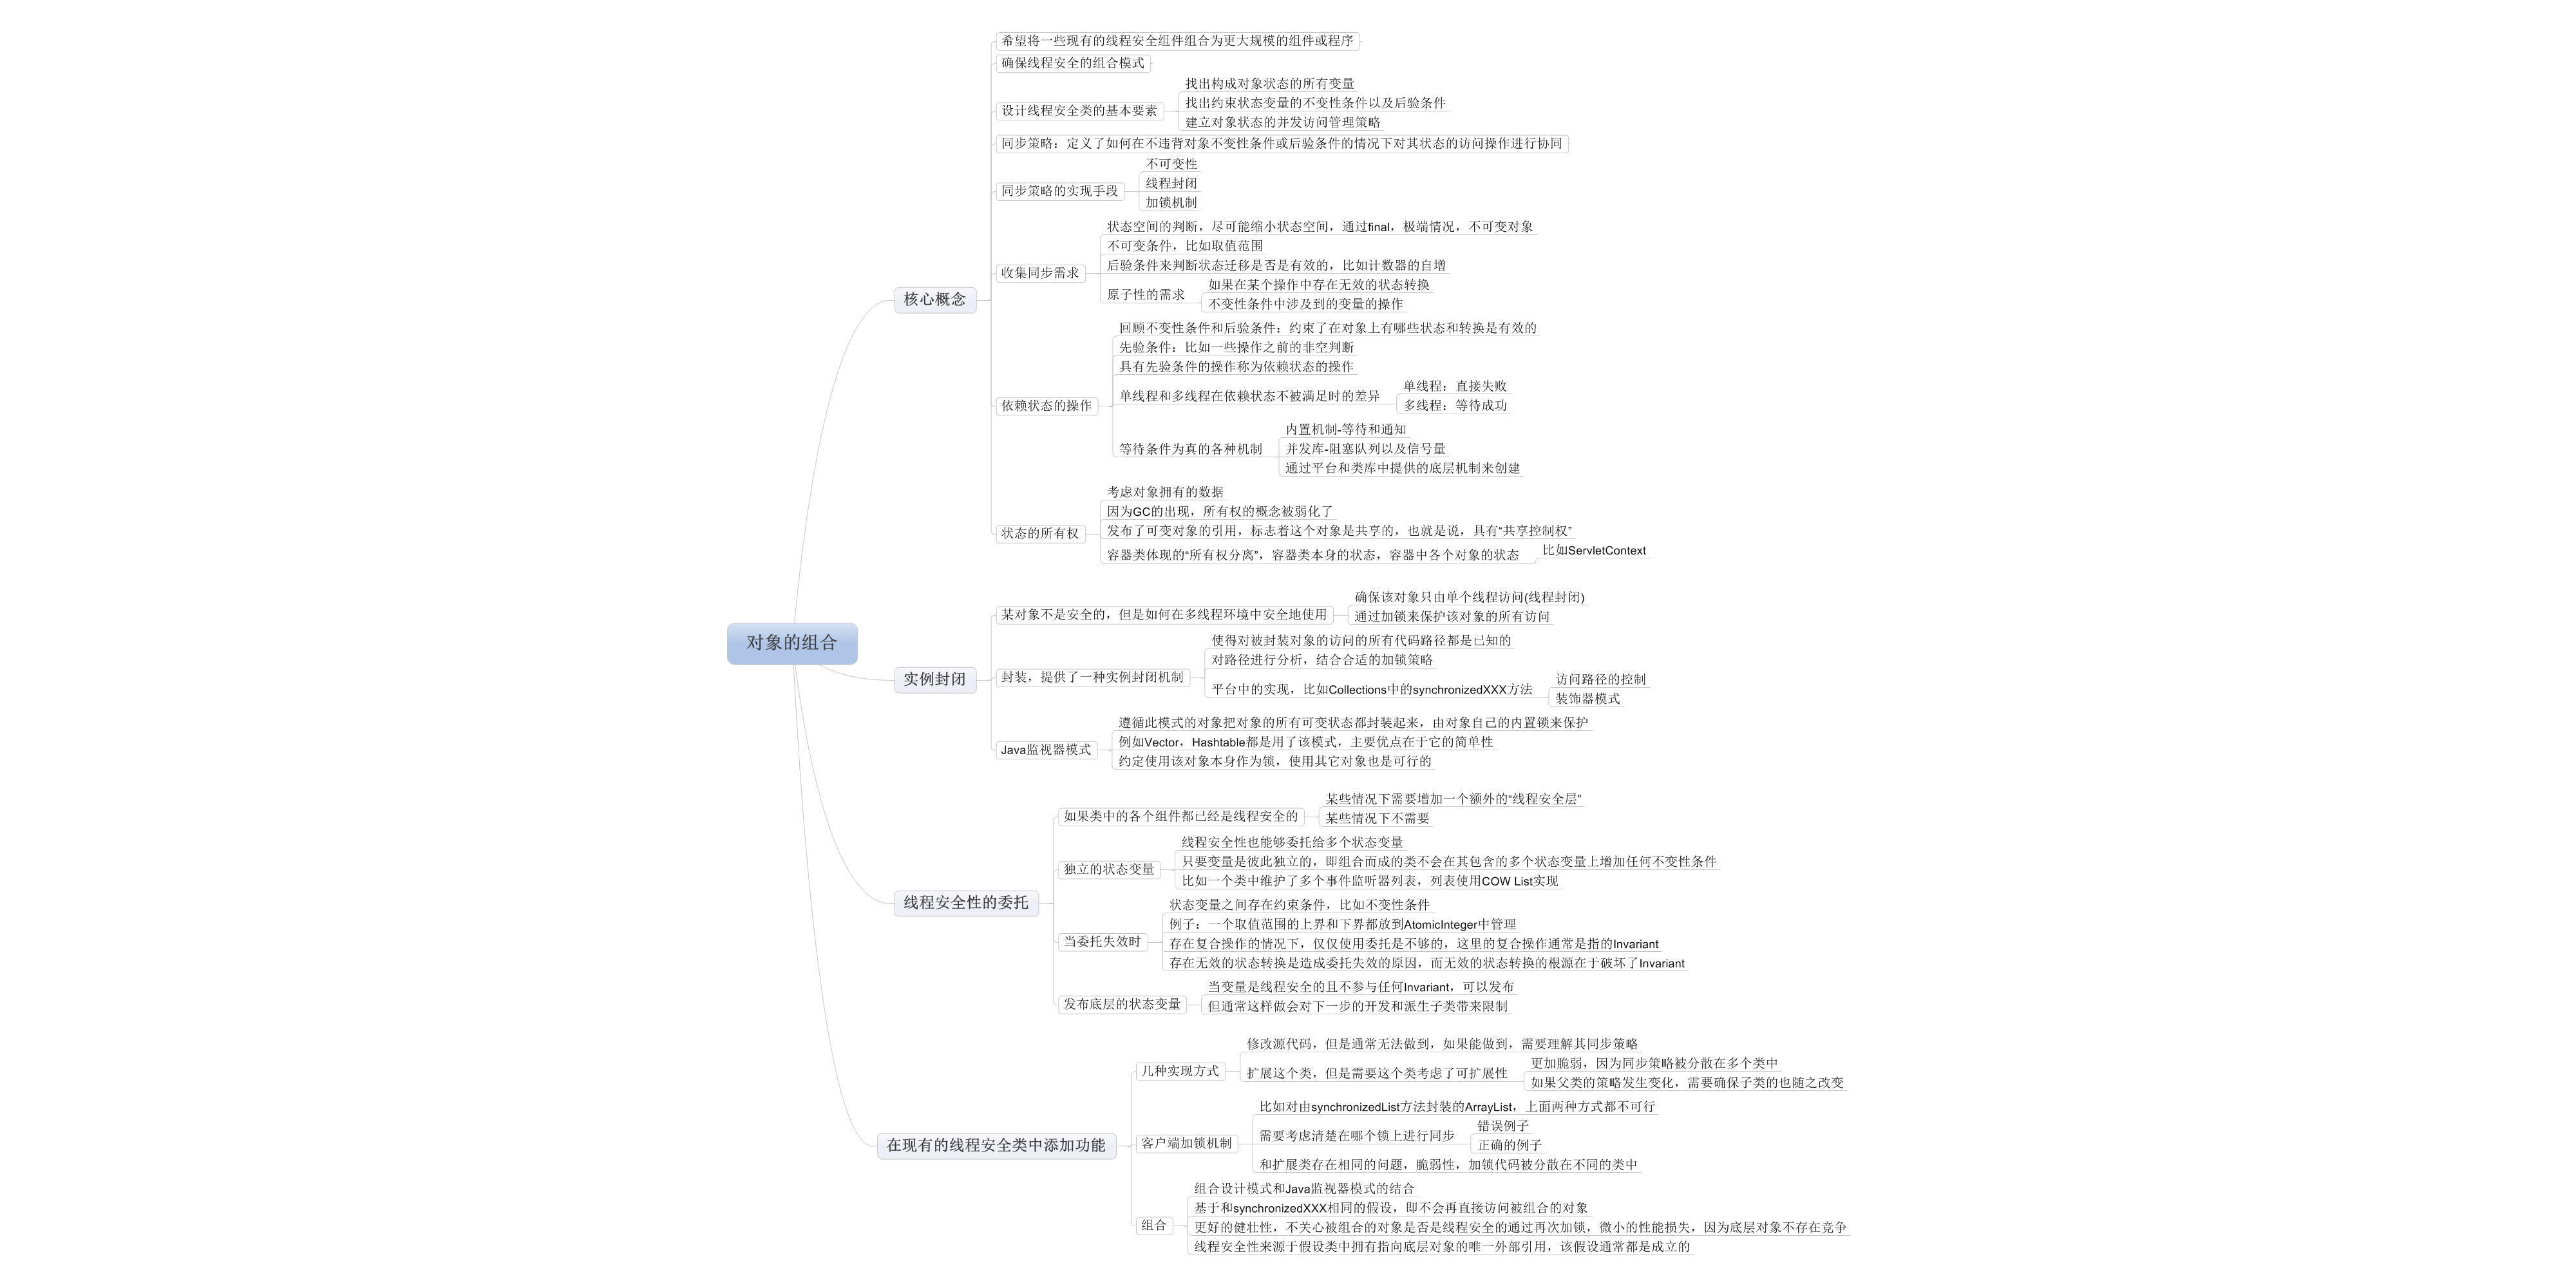 对象的组合
核心概念
希望将一些现有的线程安全组件组合为更大规模的组件或程序
确保线程安全的组合模式
设计线程安全类的基本要素
找出构成对象状态的所有变量
找出约束状态变量的不变性条件以及后验条件
建立对象状态的并发访问管理策略
同步策略：定义了如何在不违背对象不变性条件或后验条件的情况下对其状态的访问操作进行协同
同步策略的实现手段
不可变性
线程封闭
加锁机制
收集同步需求
状态空间的判断，尽可能缩小状态空间，通过final，极端情况，不可变对象
不可变条件，比如取值范围
后验条件来判断状态迁移是否是有效的，比如计数器的自增
原子性的需求
如果在某个操作中存在无效的状态转换
不变性条件中涉及到的变量的操作
依赖状态的操作
回顾不变性条件和后验条件：约束了在对象上有哪些状态和转换是有效的
先验条件：比如一些操作之前的非空判断
具有先验条件的操作称为依赖状态的操作
单线程和多线程在依赖状态不被满足时的差异
单线程：直接失败
多线程：等待成功
等待条件为真的各种机制
内置机制-等待和通知
并发库-阻塞队列以及信号量
通过平台和类库中提供的底层机制来创建
状态的所有权
考虑对象拥有的数据
因为GC的出现，所有权的概念被弱化了
发布了可变对象的引用，标志着这个对象是共享的，也就是说，具有“共享控制权”
容器类体现的“所有权分离”，容器类本身的状态，容器中各个对象的状态
比如ServletContext
实例封闭
某对象不是安全的，但是如何在多线程环境中安全地使用
确保该对象只由单个线程访问(线程封闭)
通过加锁来保护该对象的所有访问
封装，提供了一种实例封闭机制
使得对被封装对象的访问的所有代码路径都是已知的
对路径进行分析，结合合适的加锁策略
平台中的实现，比如Collections中的synchronizedXXX方法
访问路径的控制
装饰器模式
Java监视器模式
遵循此模式的对象把对象的所有可变状态都封装起来，由对象自己的内置锁来保护
例如Vector，Hashtable都是用了该模式，主要优点在于它的简单性
约定使用该对象本身作为锁，使用其它对象也是可行的
线程安全性的委托
如果类中的各个组件都已经是线程安全的
某些情况下需要增加一个额外的“线程安全层”
某些情况下不需要
独立的状态变量
线程安全性也能够委托给多个状态变量
只要变量是彼此独立的，即组合而成的类不会在其包含的多个状态变量上增加任何不变性条件
比如一个类中维护了多个事件监听器列表，列表使用COW List实现
当委托失效时
状态变量之间存在约束条件，比如不变性条件
例子：一个取值范围的上界和下界都放到AtomicInteger中管理
存在复合操作的情况下，仅仅使用委托是不够的，这里的复合操作通常是指的Invariant
存在无效的状态转换是造成委托失效的原因，而无效的状态转换的根源在于破坏了Invariant
发布底层的状态变量
当变量是线程安全的且不参与任何Invariant，可以发布
但通常这样做会对下一步的开发和派生子类带来限制
在现有的线程安全类中添加功能
几种实现方式
修改源代码，但是通常无法做到，如果能做到，需要理解其同步策略
扩展这个类，但是需要这个类考虑了可扩展性
更加脆弱，因为同步策略被分散在多个类中
如果父类的策略发生变化，需要确保子类的也随之改变
客户端加锁机制
比如对由synchronizedList方法封装的ArrayList，上面两种方式都不可行
需要考虑清楚在哪个锁上进行同步
错误例子
正确的例子
和扩展类存在相同的问题，脆弱性，加锁代码被分散在不同的类中
组合
组合设计模式和Java监视器模式的结合
基于和synchronizedXXX相同的假设，即不会再直接访问被组合的对象
更好的健壮性，不关心被组合的对象是否是线程安全的通过再次加锁，微小的性能损失，因为底层对象不存在竞争
线程安全性来源于假设类中拥有指向底层对象的唯一外部引用，该假设通常都是成立的